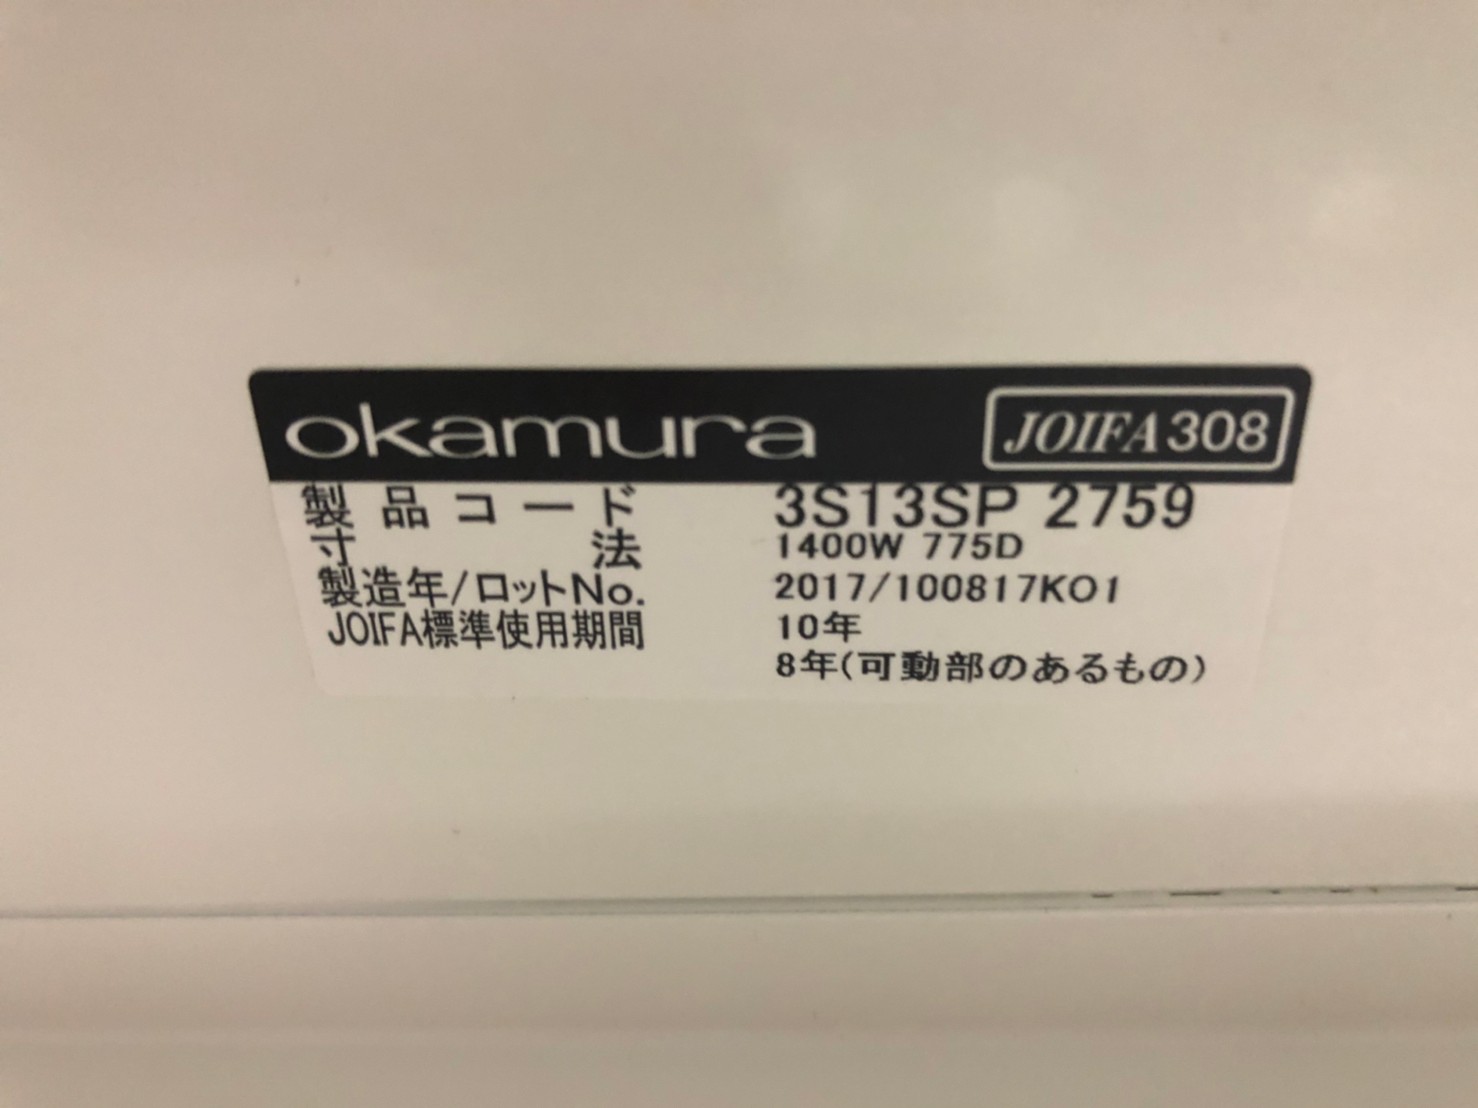 okamura JOIFA308
製品コード 3S13SP 2759
寸法 1400W 775D
製造年/ロットNo. 2017/100817KO1
JOIFA標準使用期間 10年
8年(可動部のあるもの)